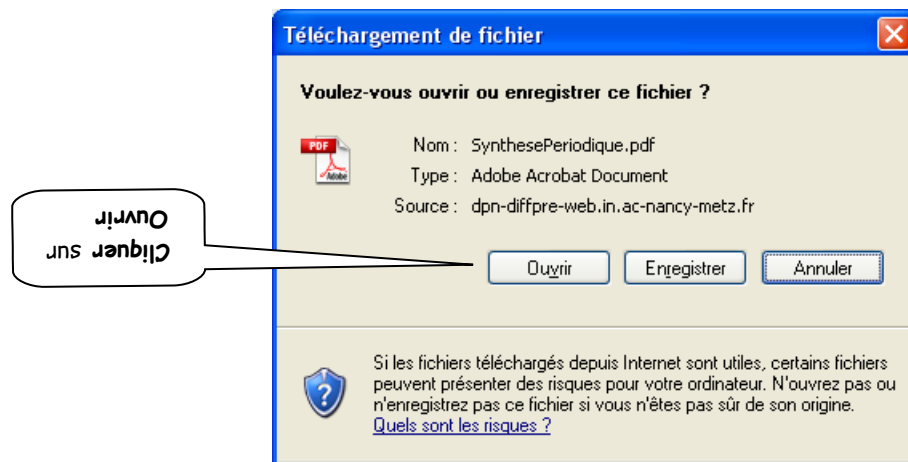 Téléchargement de fichier
Voulez-vous ouvrir ou enregistrer ce fichier ?
PDF
Adobe
Nom : SynthesePeriodique.pdf
Type : Adobe Acrobat Document
Source : dpn-diffpre-web.in.ac-nancy-metz.fr
Cliquer sur
Ouvrir
Ouvrir Enregistrer Annuler
Si les fichiers téléchargés depuis Internet sont utiles, certains fichiers
peuvent présenter des risques pour votre ordinateur. N'ouvrez pas ou
n'enregistrez pas ce fichier si vous n'êtes pas sûr de son origine.
Quels sont les risques ?